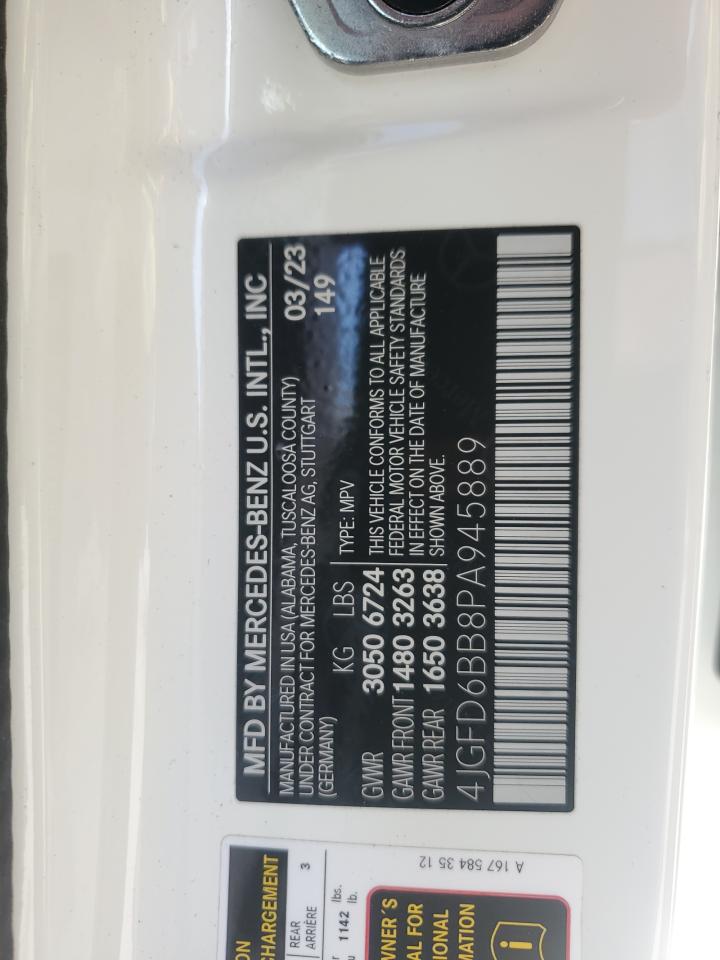 MFD BY MERCEDES-BENZ U.S. INTL., INC
MANUFACTURED IN USA (ALABAMA, TUSCALOOSA COUNTY) 03/23
UNDER CONTRACT FOR MERCEDES-BENZ AG, STUTTGART 149
(GERMANY)
KG LBS TYPE: MPV
GVWR 3050 6724 THIS VEHICLE CONFORMS TO ALL APPLICABLE
GAWR FRONT 1480 3263 FEDERAL MOTOR VEHICLE SAFETY STANDARDS
GAWR REAR 1650 3638 IN EFFECT ON THE DATE OF MANUFACTURE
SHOWN ABOVE.
4JGFD6BB8PA945889
ON
CHARGEMENT
REAR
ARRIÈRE 3
lbs.
1142 lb.
WNER´S
AL FOR
IONAL
MATION
i
A 167 584 35 12